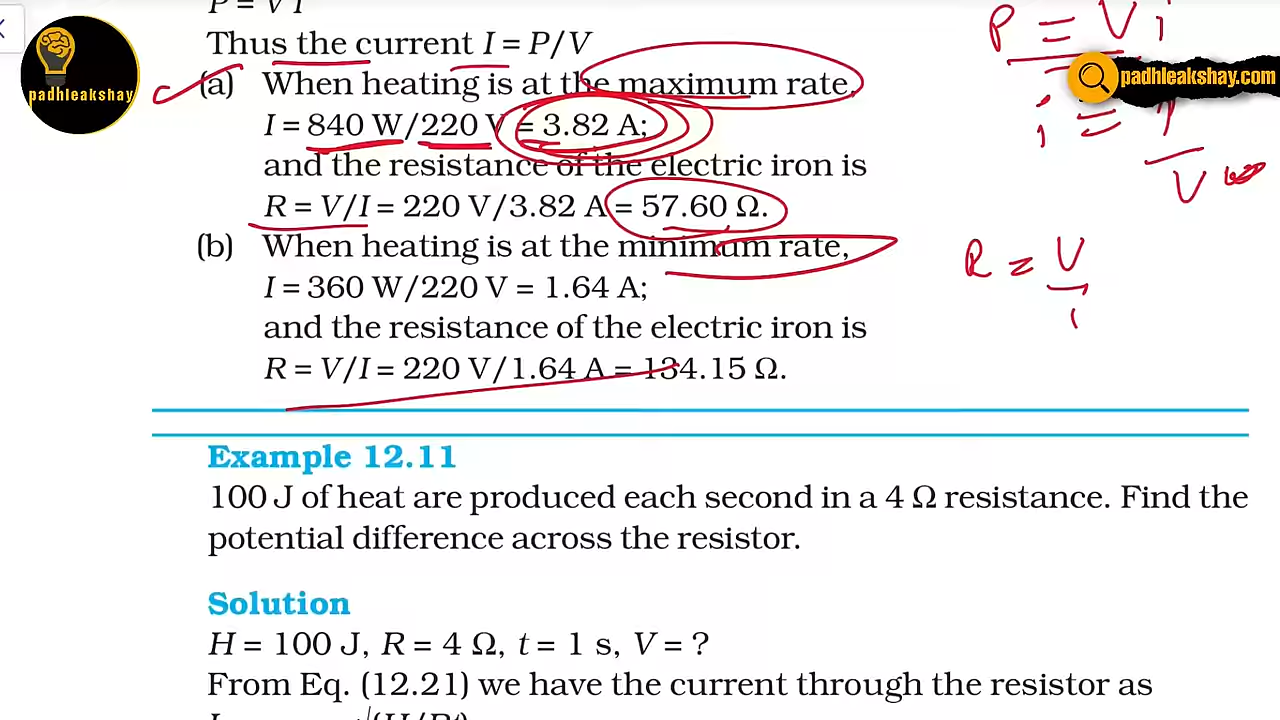 P = V I
Thus the current I = P/V
(a) When heating is at the maximum rate,
I = 840 W/220 V = 3.82 A;
and the resistance of the electric iron is
R = V/I = 220 V/3.82 A = 57.60 Ω.
(b) When heating is at the minimum rate,
I = 360 W/220 V = 1.64 A;
and the resistance of the electric iron is
R = V/I = 220 V/1.64 A = 134.15 Ω.
Example 12.11
100 J of heat are produced each second in a 4 Ω resistance. Find the
potential difference across the resistor.
Solution
H = 100 J, R = 4 Ω, t = 1 s, V = ?
From Eq. (12.21) we have the current through the resistor as
padhleakshay
padhleakshay.com
P = V i
i = P
V
R = V
i